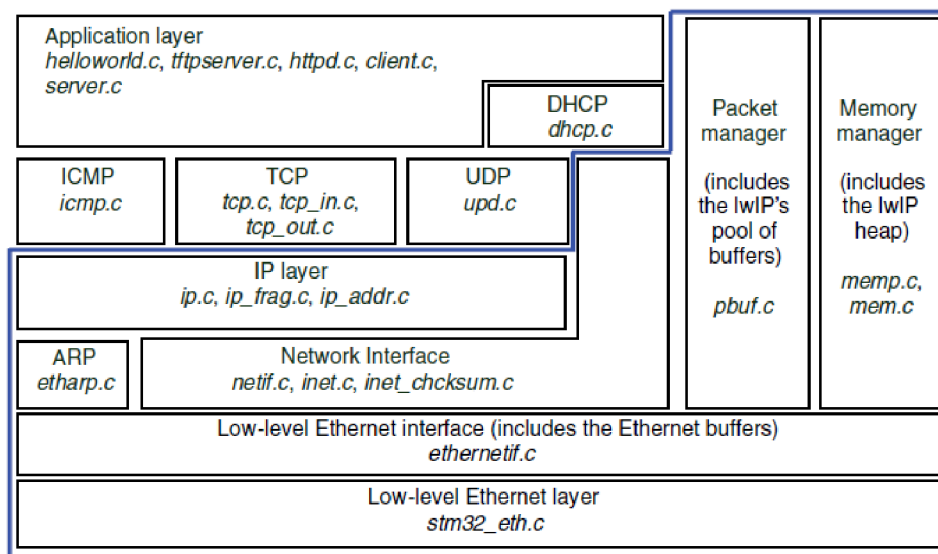 Application layer
helloworld.c, tftpserver.c, httpd.c, client.c,
server.c
DHCP
dhcp.c
Packet
manager
(includes
the lwIP's
pool of
buffers)
pbuf.c
Memory
manager
(includes
the lwIP
heap)
memp.c,
mem.c
ICMP
icmp.c
TCP
tcp.c, tcp_in.c,
tcp_out.c
UDP
upd.c
IP layer
ip.c, ip_frag.c, ip_addr.c
ARP
etharp.c
Network Interface
netif.c, inet.c, inet_chcksum.c
Low-level Ethernet interface (includes the Ethernet buffers)
ethernetif.c
Low-level Ethernet layer
stm32_eth.c